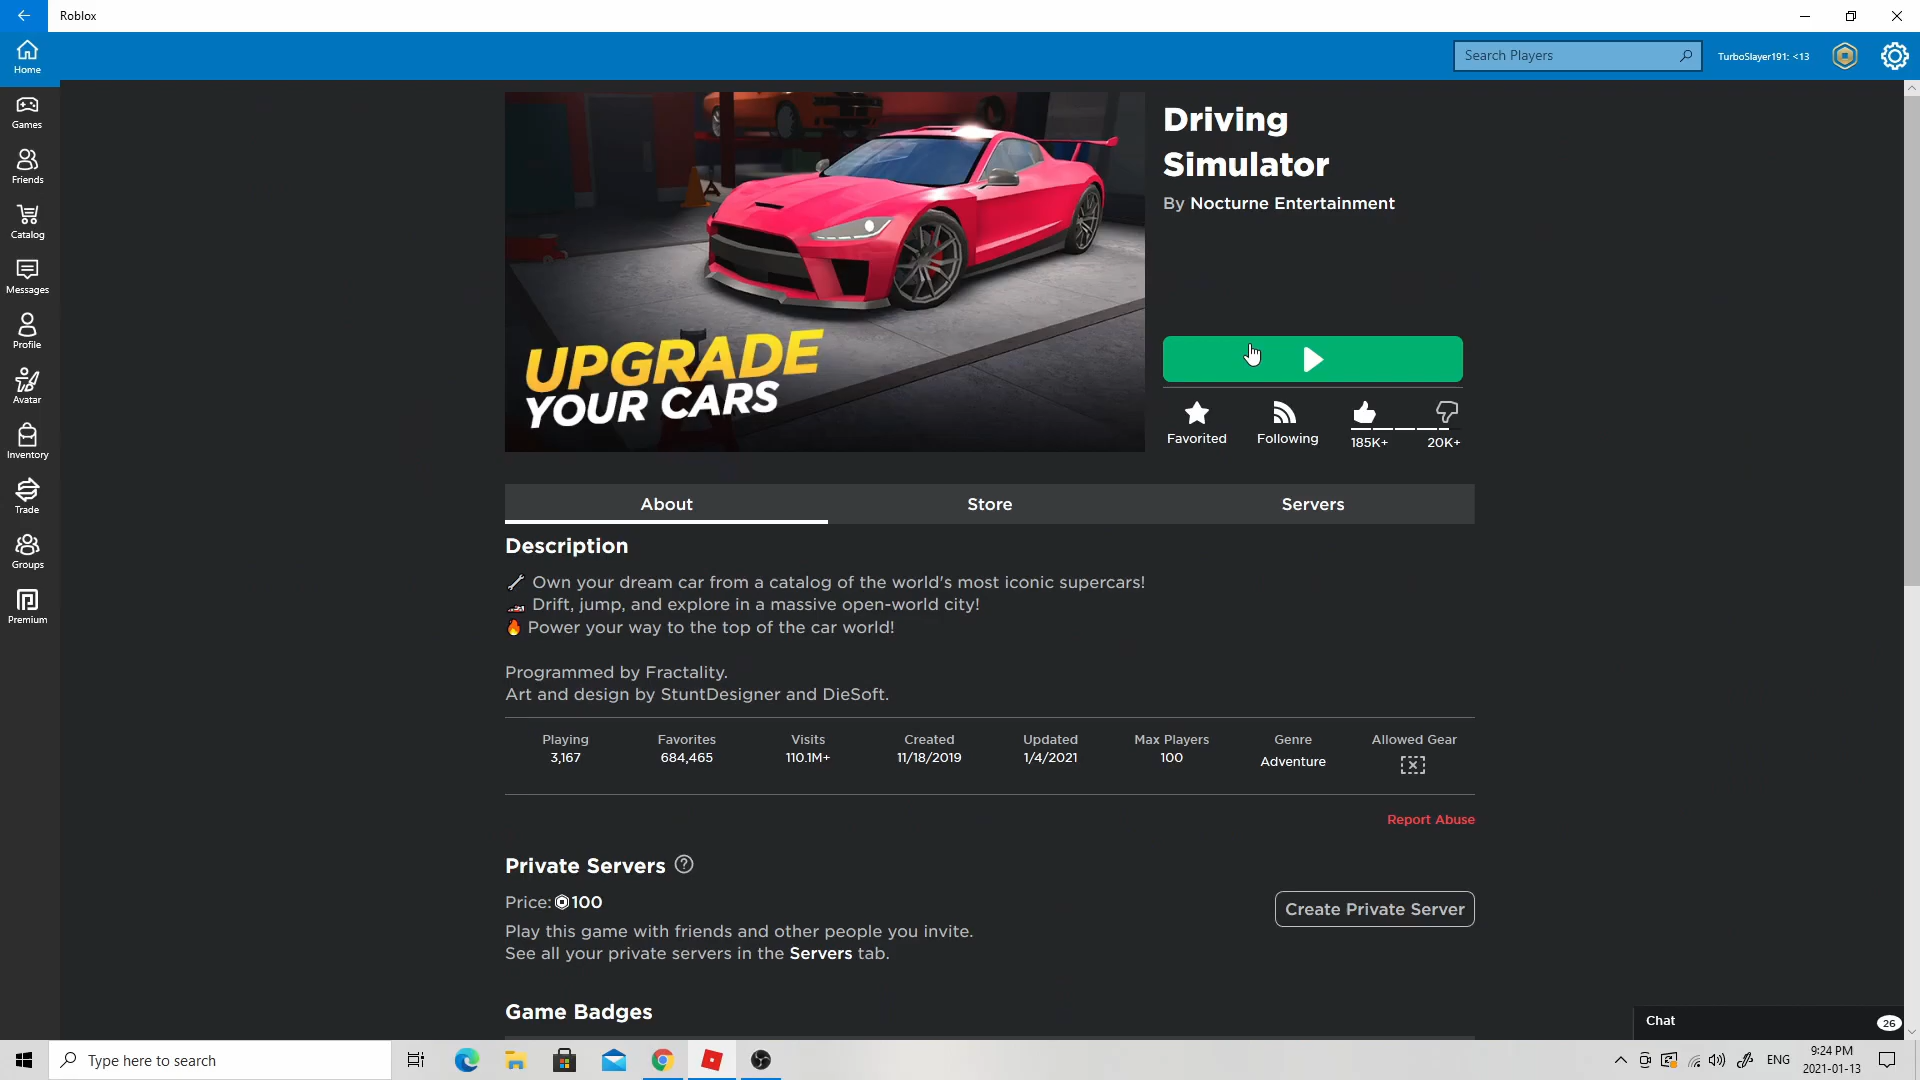 Roblox
Home
Search Players
TurboSlayer191: <13
Games
Friends
Catalog
Messages
Profile
Avatar
Inventory
Trade
Groups
Premium
UPGRADE
YOUR CARS
Driving
Simulator
By Nocturne Entertainment
Favorited
Following
185K+
20K+
About
Store
Servers
Description
Own your dream car from a catalog of the world's most iconic supercars!
Drift, jump, and explore in a massive open-world city!
Power your way to the top of the car world!
Programmed by Fractality.
Art and design by StuntDesigner and DieSoft.
Playing
Favorites
Visits
Created
Updated
Max Players
Genre
Allowed Gear
3,167
684,465
110.1M+
11/18/2019
1/4/2021
100
Adventure
Report Abuse
Private Servers
Price: 100
Create Private Server
Play this game with friends and other people you invite.
See all your private servers in the Servers tab.
Game Badges
Chat
26
Type here to search
ENG
9:24 PM
2021-01-13